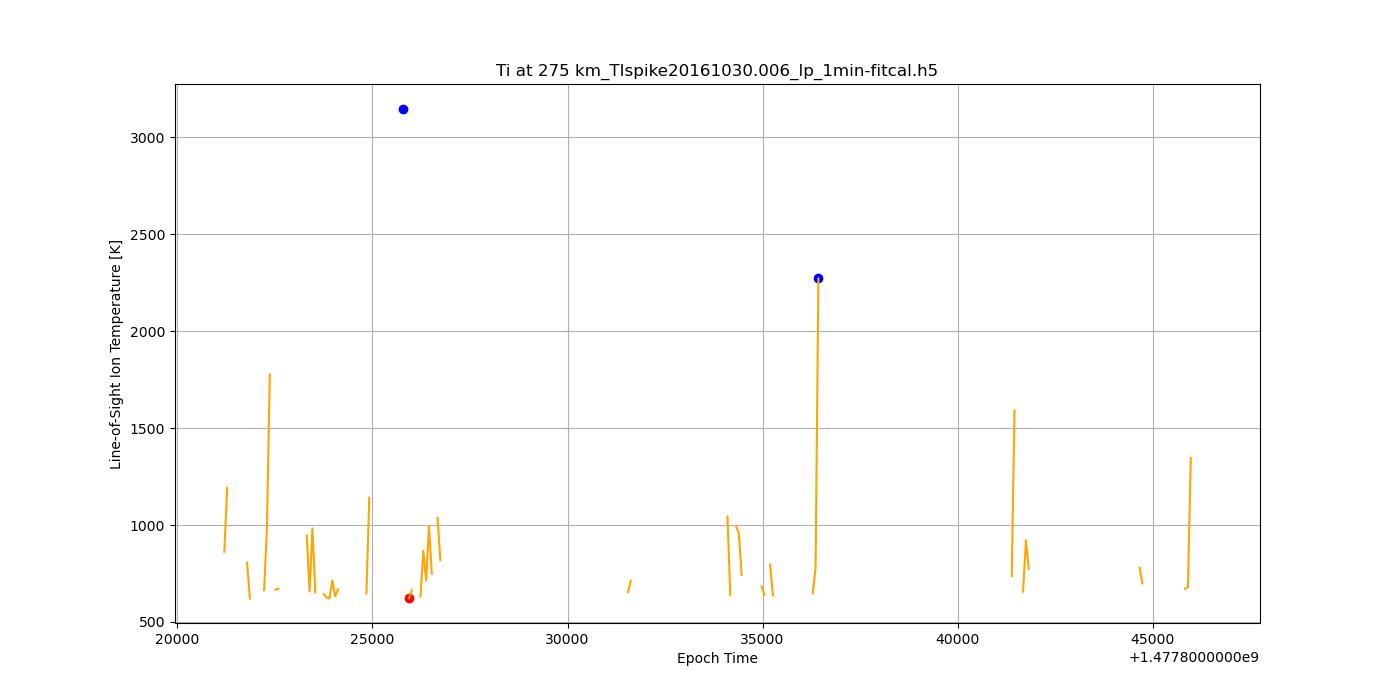 Ti at 275 km_TIspike20161030.006_lp_1min-fitcal.h5
Line-of-Sight Ion Temperature [K]
3000
2500
2000
1500
1000
500
20000 25000 30000 35000 40000 45000
Epoch Time
+1.4778000000e9